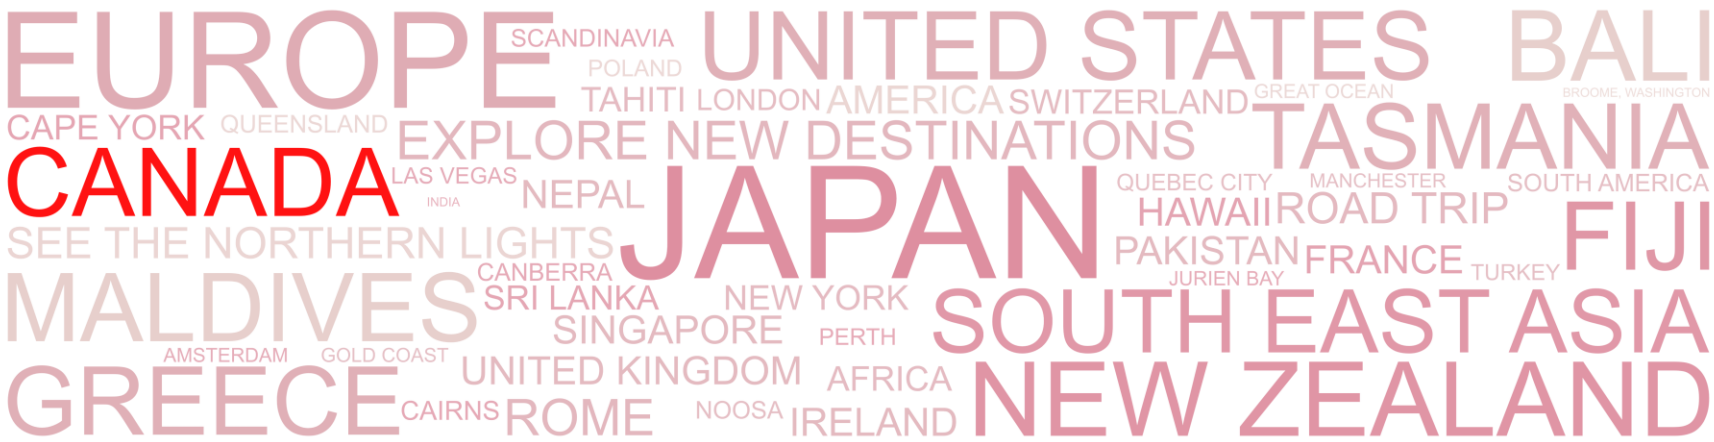 EUROPE
SCANDINAVIA
UNITED STATES
BALI
POLAND
TAHITI
LONDON
AMERICA
SWITZERLAND
GREAT OCEAN
BROOME, WASHINGTON
CAPE YORK
QUEENSLAND
EXPLORE NEW DESTINATIONS
TASMANIA
CANADA
LAS VEGAS
INDIA
NEPAL
JAPAN
QUEBEC CITY
MANCHESTER
SOUTH AMERICA
HAWAII
ROAD TRIP
FIJI
SEE THE NORTHERN LIGHTS
PAKISTAN
FRANCE
TURKEY
JURIEN BAY
MALDIVES
CANBERRA
SRI LANKA
NEW YORK
SOUTH EAST ASIA
SINGAPORE
PERTH
AMSTERDAM
GOLD COAST
GREECE
UNITED KINGDOM
AFRICA
NEW ZEALAND
CAIRNS
ROME
NOOSA
IRELAND